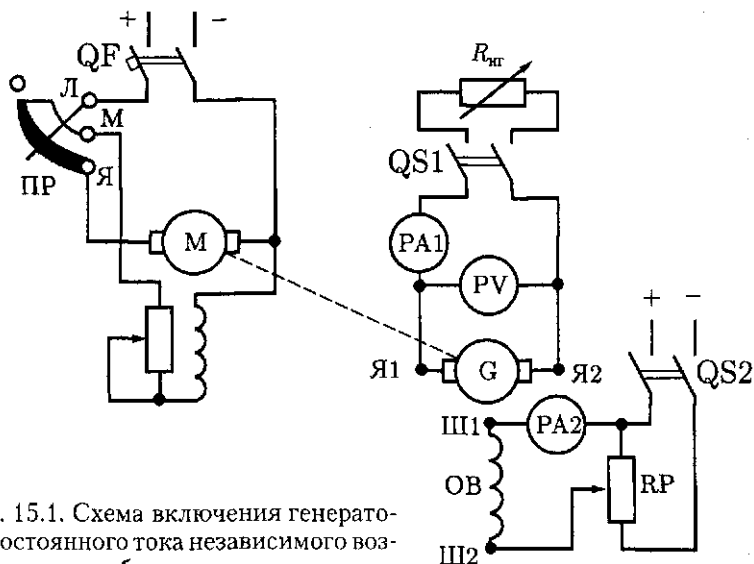 + −
QF
Л
М
Я
ПР
М
Rнг
QS1
PA1
PV
Я1
G
Я2
+ −
QS2
Ш1
PA2
ОВ
RP
Ш2
. 15.1. Схема включения генерато-
остоянного тока независимого воз-